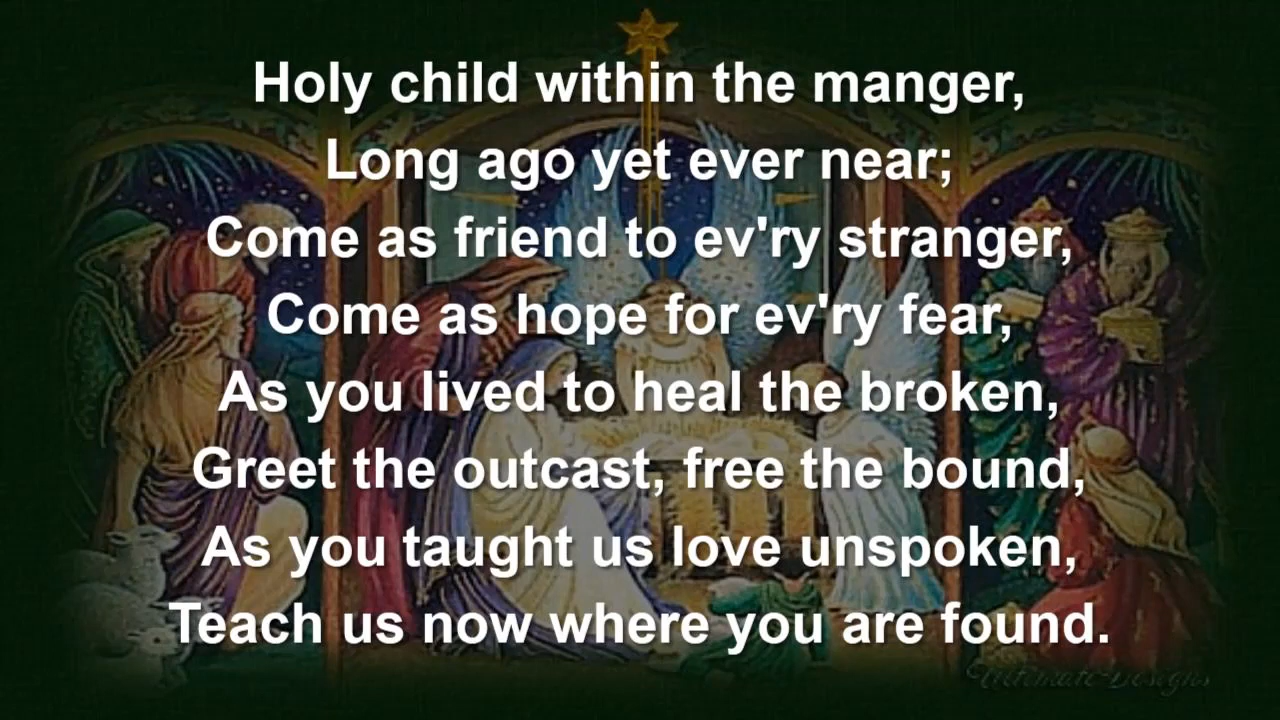 Holy child within the manger,
Long ago yet ever near;
Come as friend to ev'ry stranger,
Come as hope for ev'ry fear,
As you lived to heal the broken,
Greet the outcast, free the bound,
As you taught us love unspoken,
Teach us now where you are found.
Ultimate-Designs